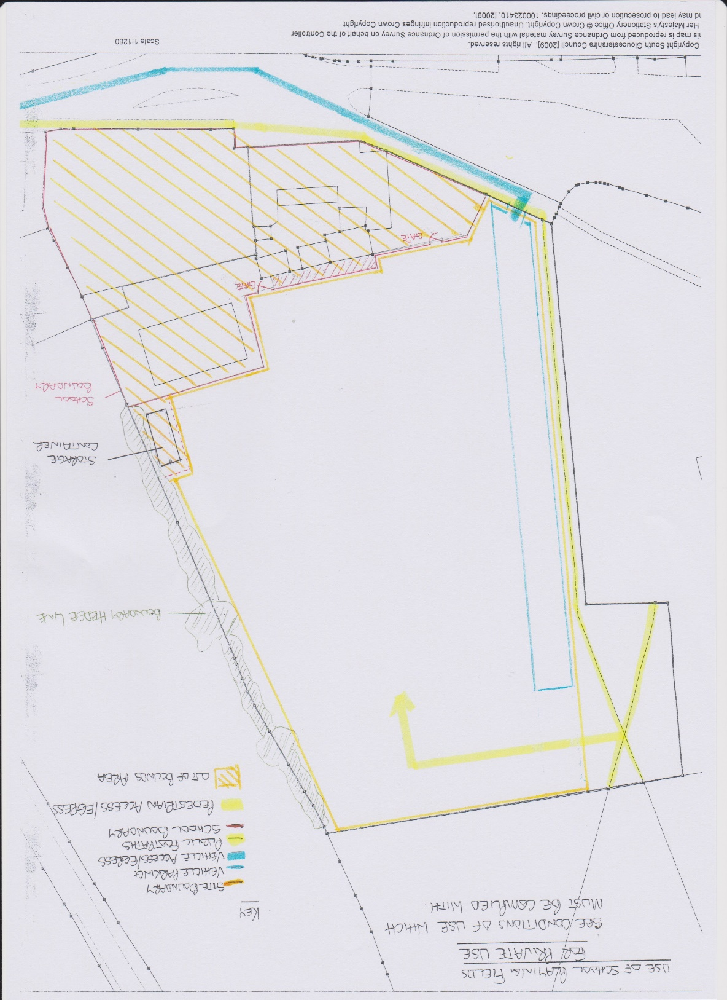 USE OF SCHOOL PLAYING FIELDS
FOR PRIVATE USE
SEE CONDITIONS OF USE WHICH
MUST BE COMPLIED WITH.
KEY
SITE BOUNDARY
VEHICLE PARKING
VEHICLE ACCESS/EGRESS
PUBLIC FOOTPATHS
SCHOOL BOUNDARY
PEDESTRIAN ACCESS/EGRESS
OUT OF BOUNDS AREA
BOUNDARY HEDGE LINE
STORAGE
CONTAINER
SCHOOL
BOUNDARY
GATE
GATE
Scale 1:1250
Copyright South Gloucestershire Council [2009]. All rights reserved.
is map is reproduced from Ordnance Survey material with the permission of Ordnance Survey on behalf of the Controller
Her Majesty's Stationery Office © Crown Copyright. Unauthorised reproduction infringes Crown Copyright
d may lead to prosecution or civil proceedings. 100023410. [2009].